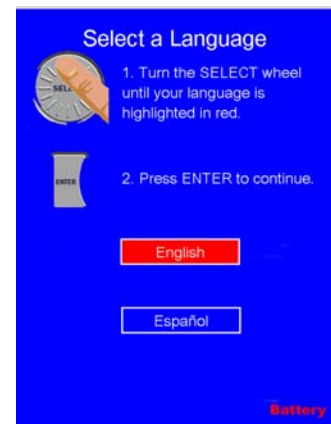 Select a Language
SELE
1. Turn the SELECT wheel
until your language is
highlighted in red.
ENTER
2. Press ENTER to continue.
English
Español
Battery